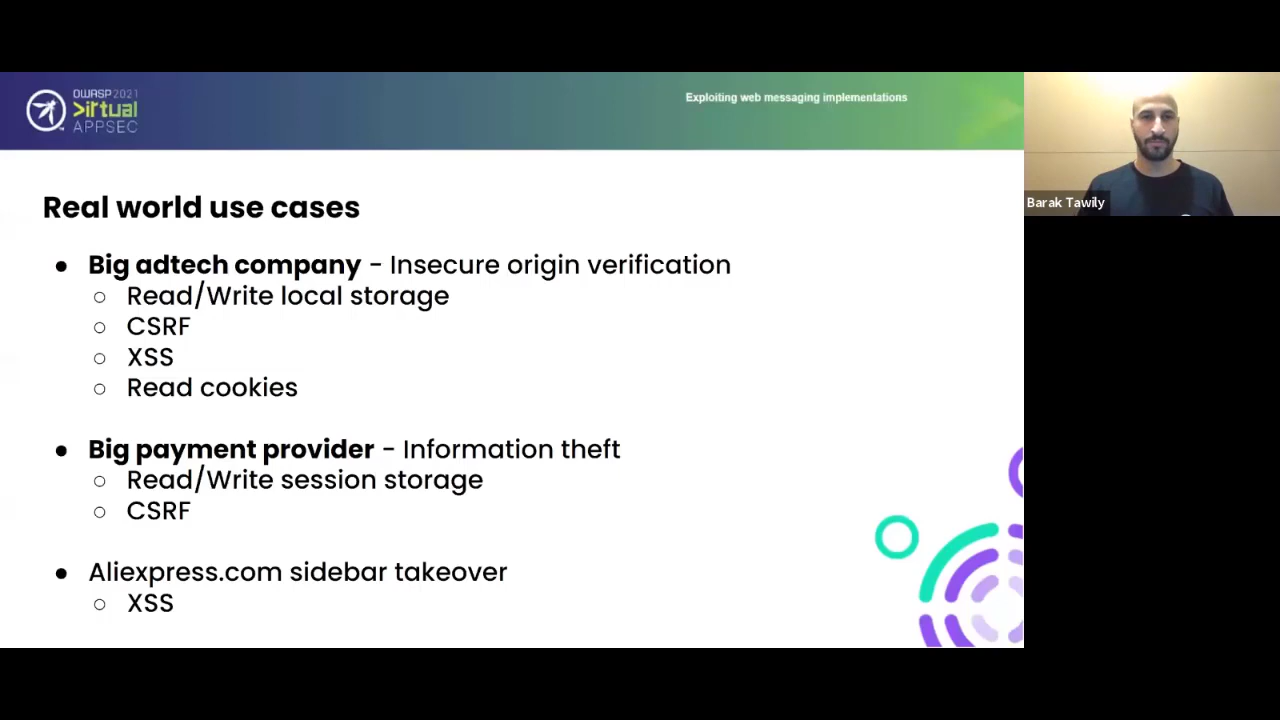 OWASP 2021
Virtual
APPSEC
Exploiting web messaging implementations
Barak Tawily
Real world use cases
● Big adtech company - Insecure origin verification
○ Read/Write local storage
○ CSRF
○ XSS
○ Read cookies
● Big payment provider - Information theft
○ Read/Write session storage
○ CSRF
● Aliexpress.com sidebar takeover
○ XSS